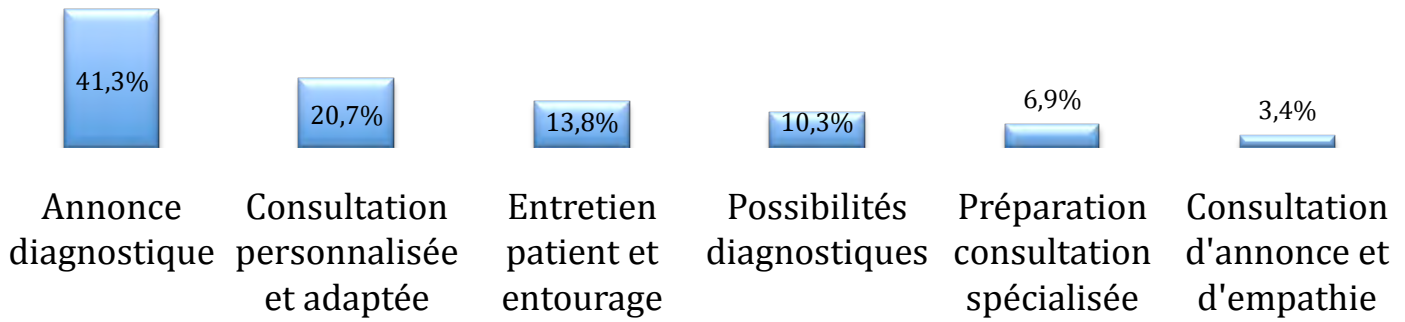 41,3%
20,7%
13,8%
10,3%
6,9%
3,4%
Annonce
diagnostique
Consultation
personnalisée
et adaptée
Entretien
patient et
entourage
Possibilités
diagnostiques
Préparation
consultation
spécialisée
Consultation
d'annonce et
d'empathie